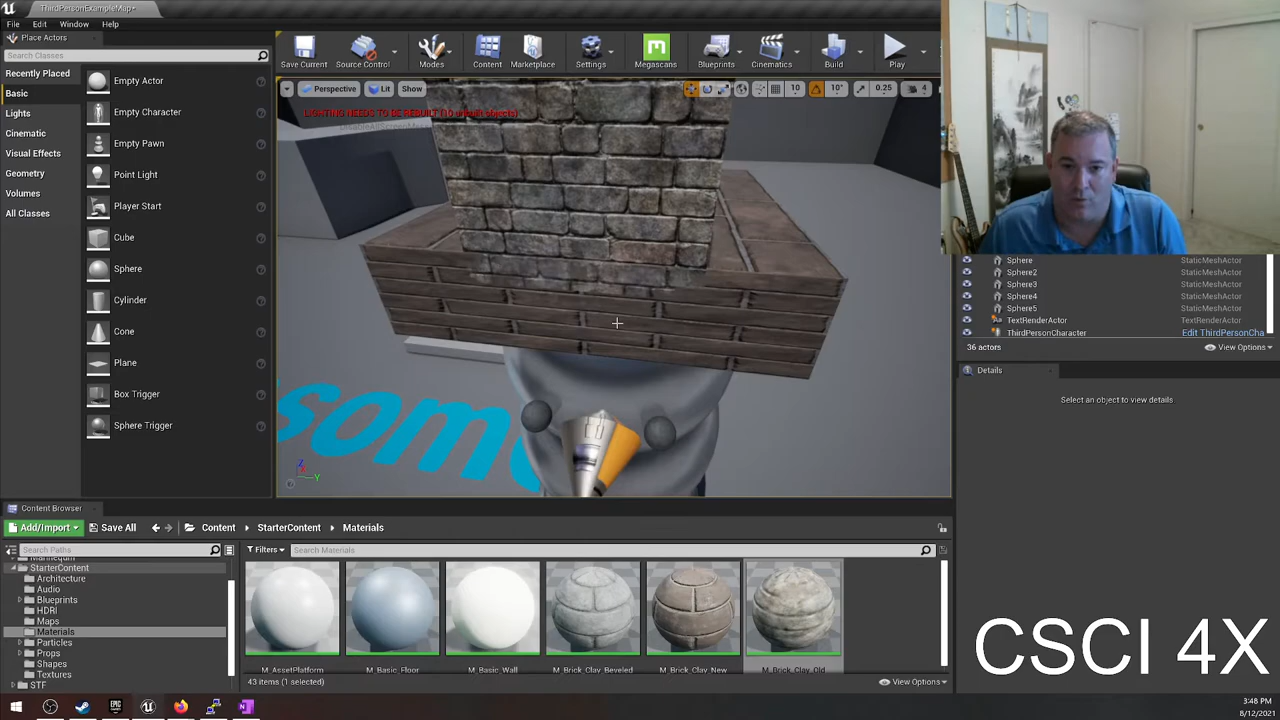 ThirdPersonExampleMap*
File Edit Window Help
Place Actors
Search Classes
Recently Placed
Basic
Lights
Cinematic
Visual Effects
Geometry
Volumes
All Classes
Empty Actor
Empty Character
Empty Pawn
Point Light
Player Start
Cube
Sphere
Cylinder
Cone
Plane
Box Trigger
Sphere Trigger
Save Current
Source Control
Modes
Content
Marketplace
Settings
Megascans
Blueprints
Cinematics
Build
Play
Perspective Lit Show
10 10° 0.25 4
LIGHTING NEEDS TO BE REBUILT
som
Sphere StaticMeshActor
Sphere2 StaticMeshActor
Sphere3 StaticMeshActor
Sphere4 StaticMeshActor
Sphere5 StaticMeshActor
TextRenderActor TextRenderActor
ThirdPersonCharacter Edit ThirdPersonCha
36 actors View Options
Details
Select an object to view details
Content Browser
Add/Import Save All Content StarterContent Materials
Search Paths
Filters Search Materials
Mannequin
StarterContent
Architecture
Audio
Blueprints
HDRI
Maps
Materials
Particles
Props
Shapes
Textures
STF
M_AssetPlatform
M_Basic_Floor
M_Basic_Wall
M_Brick_Clay_Beveled
M_Brick_Clay_New
M_Brick_Clay_Old
43 items (1 selected) View Options
CSCI 4X
3:48 PM
8/12/2021